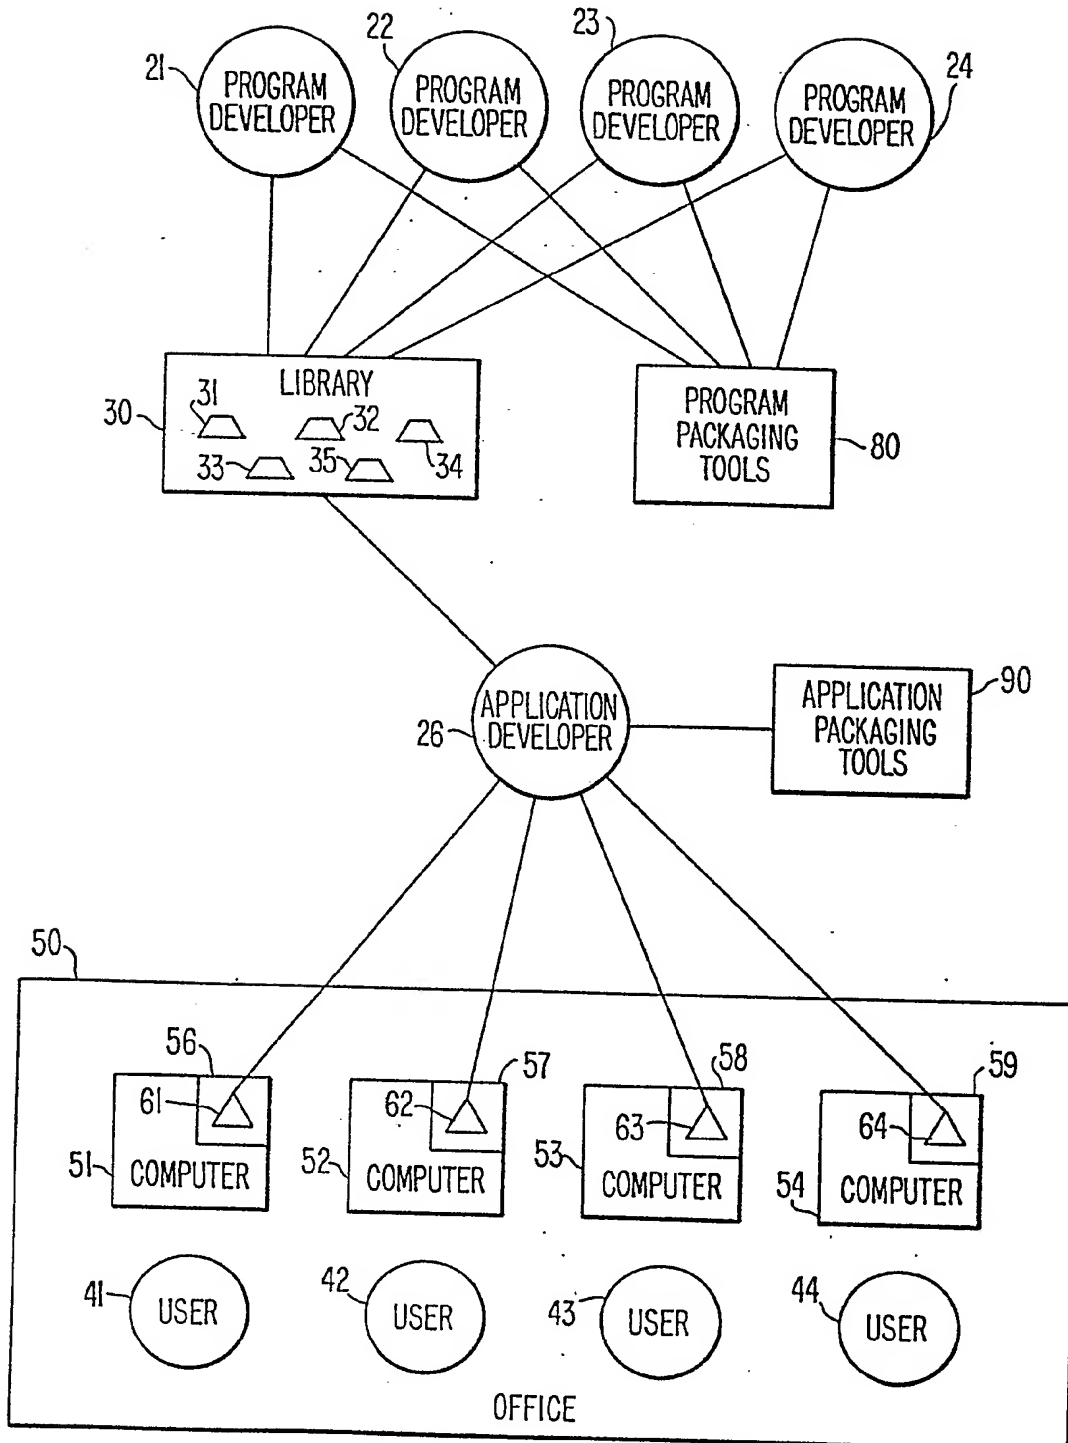 21
PROGRAM
DEVELOPER
22
PROGRAM
DEVELOPER
23
PROGRAM
DEVELOPER
24
PROGRAM
DEVELOPER
30
LIBRARY
31
32
34
33
35
PROGRAM
PACKAGING
TOOLS
80
26
APPLICATION
DEVELOPER
APPLICATION
PACKAGING
TOOLS
90
50
56
61
51
COMPUTER
57
62
52
COMPUTER
58
63
53
COMPUTER
59
64
54
COMPUTER
41
USER
42
USER
43
USER
44
USER
OFFICE